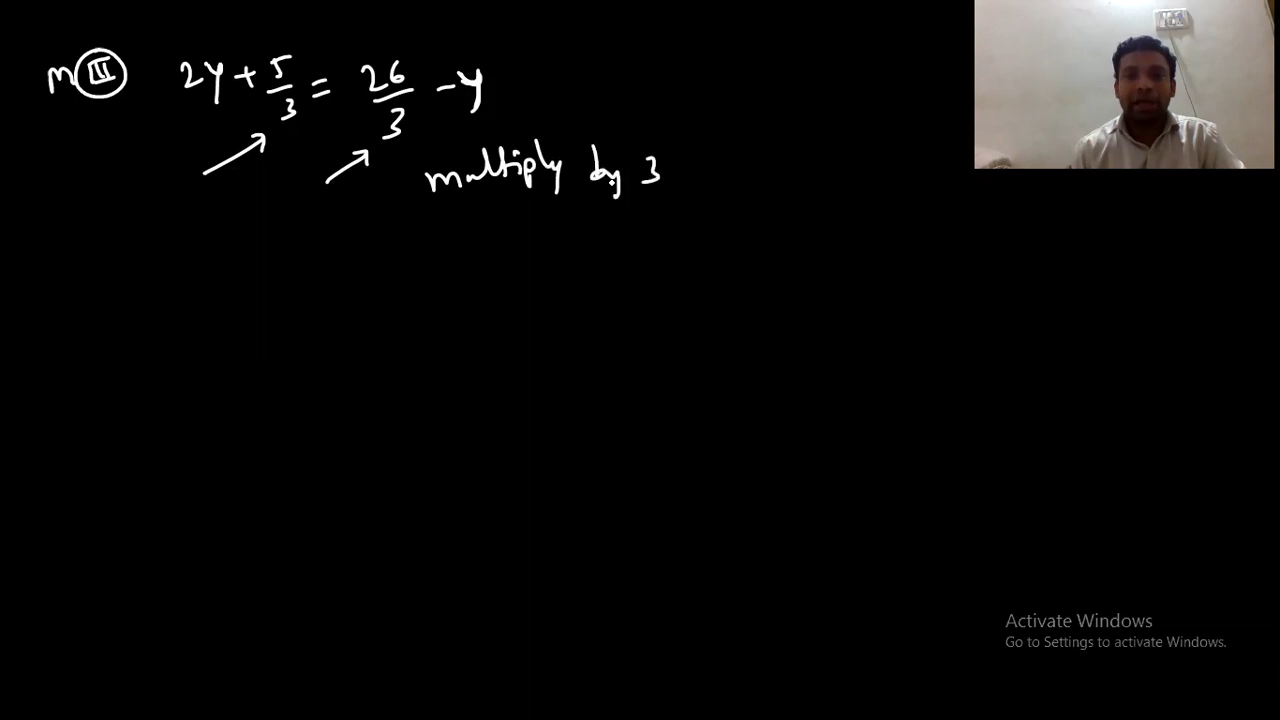 M III 2y + 5/3 = 26/3 - y
multiply by 3
Activate Windows
Go to Settings to activate Windows.